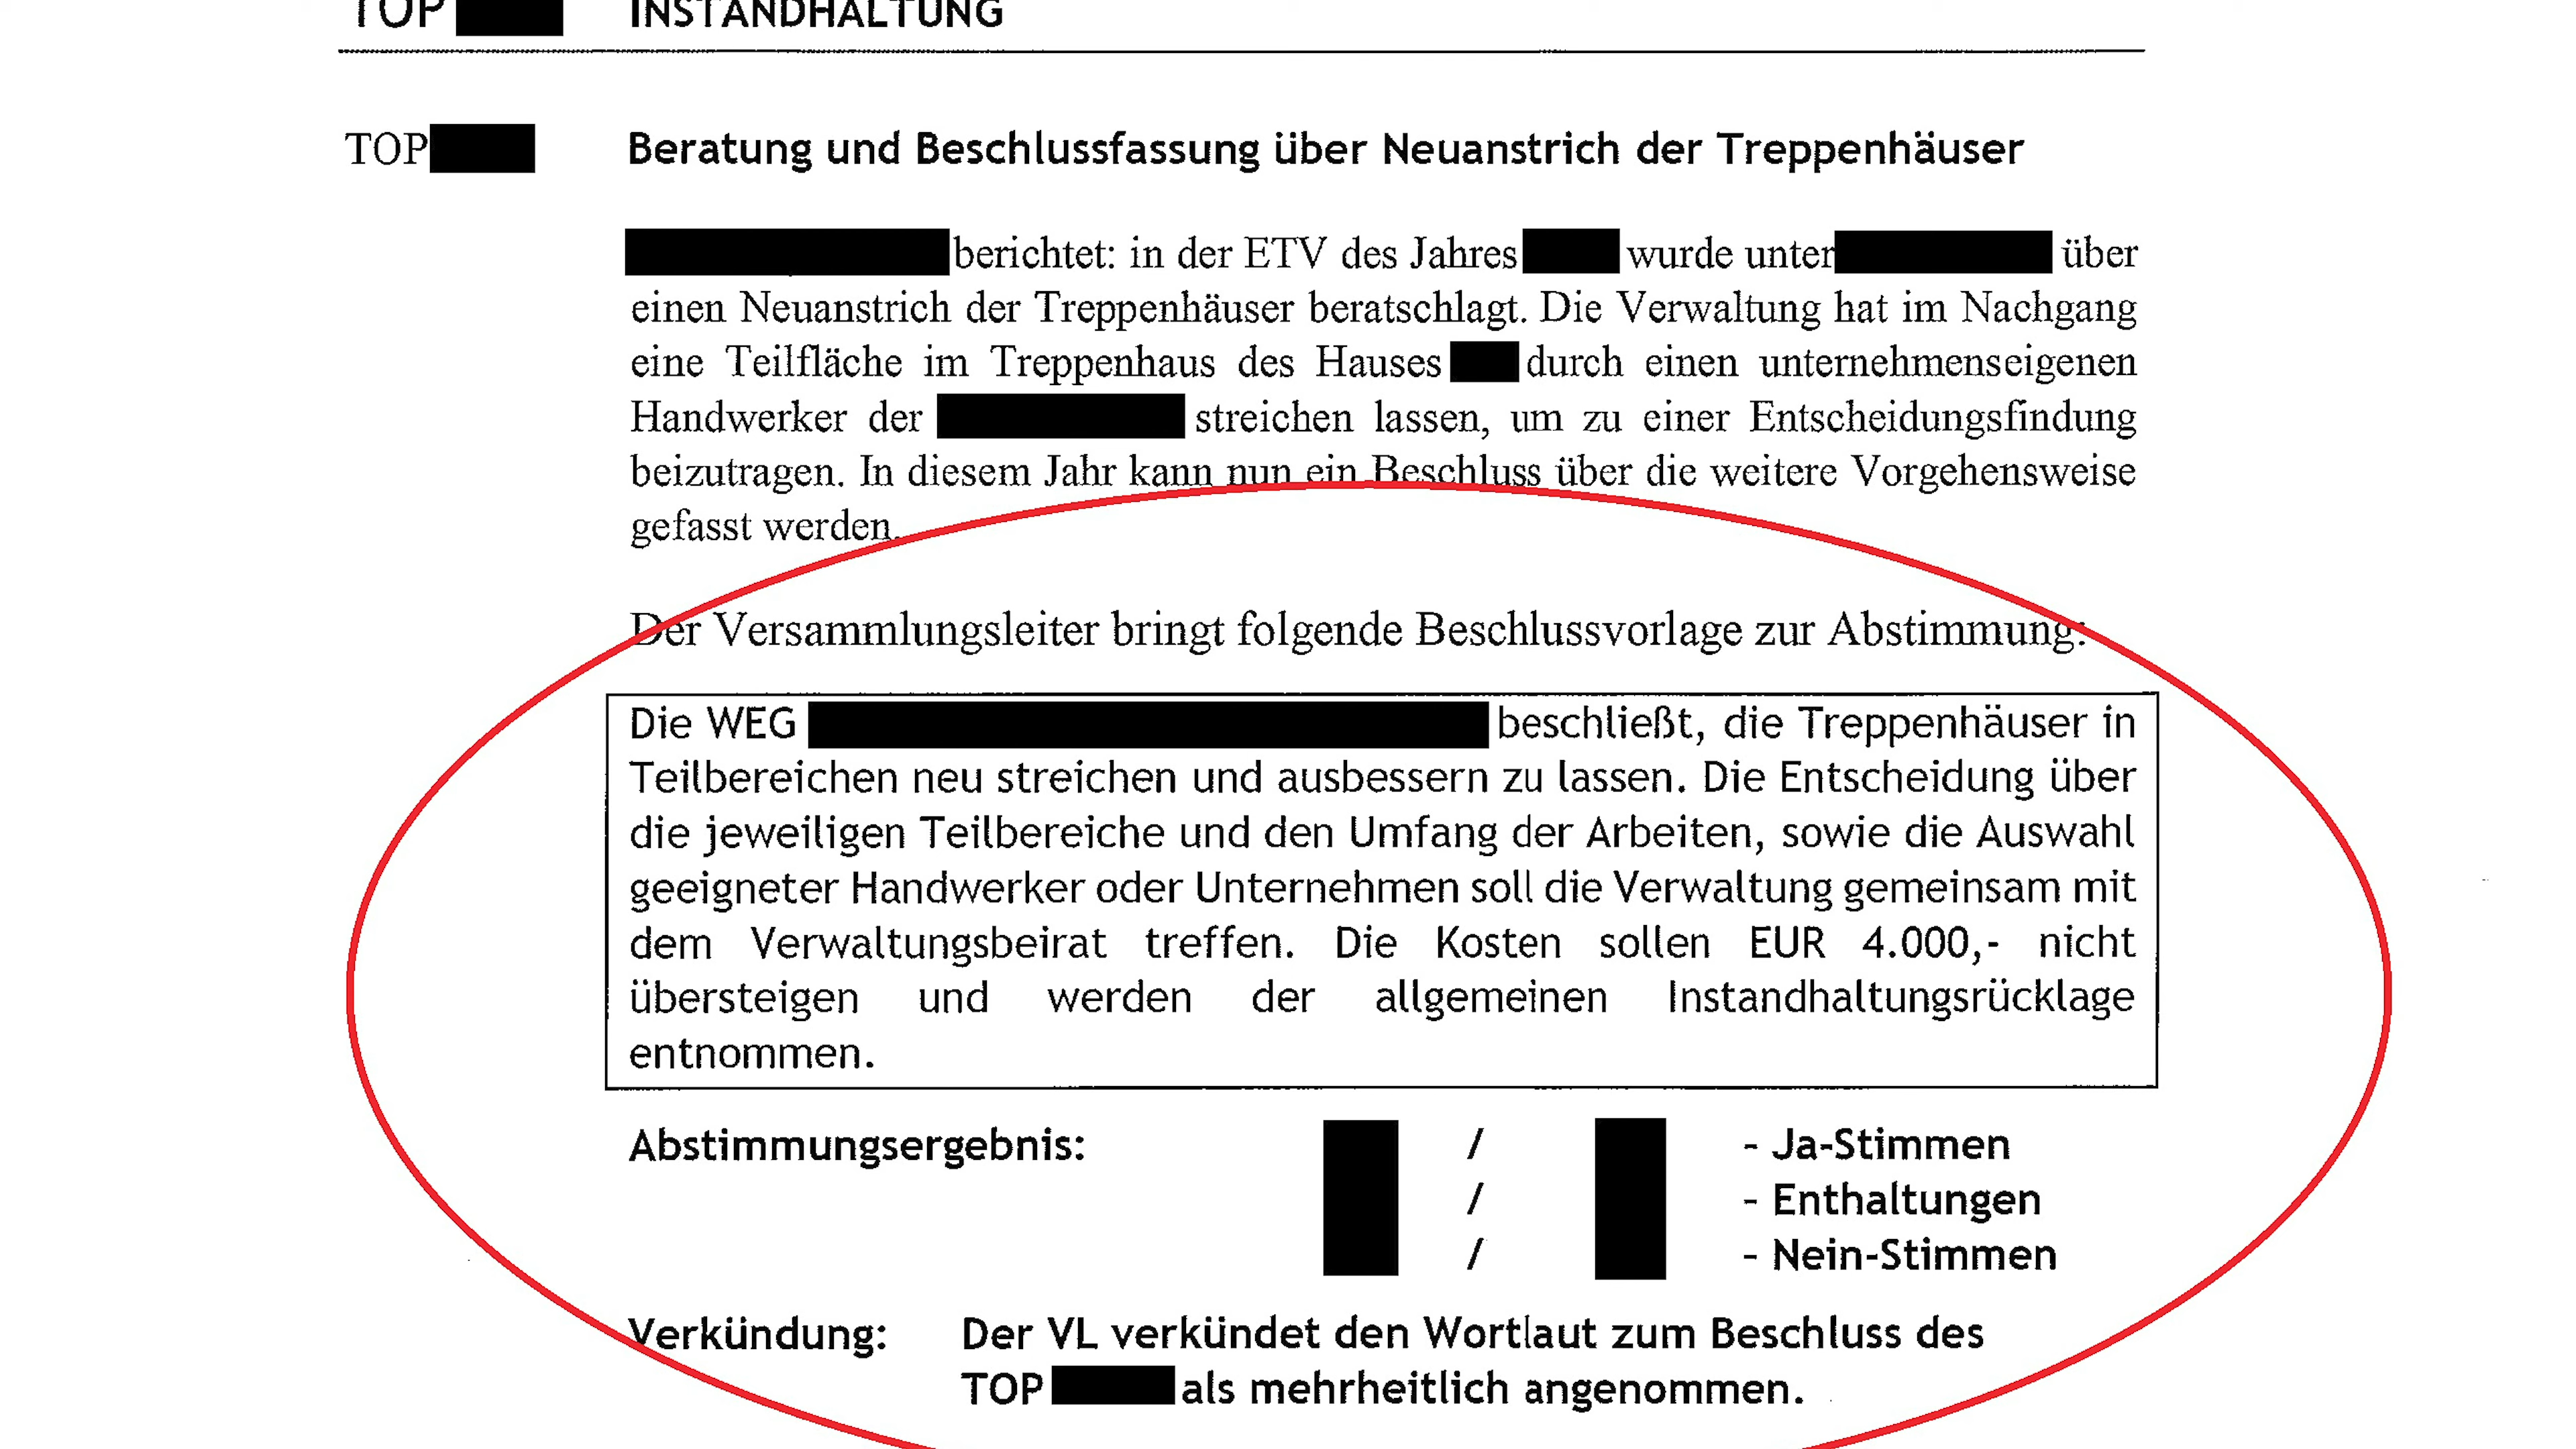 TOP INSTANDHALTUNG
TOP Beratung und Beschlussfassung über Neuanstrich der Treppenhäuser
berichtet: in der ETV des Jahres wurde unter über
einen Neuanstrich der Treppenhäuser beratschlagt. Die Verwaltung hat im Nachgang
eine Teilfläche im Treppenhaus des Hauses durch einen unternehmenseigenen
Handwerker der streichen lassen, um zu einer Entscheidungsfindung
beizutragen. In diesem Jahr kann nun ein Beschluss über die weitere Vorgehensweise
gefasst werden.
Der Versammlungsleiter bringt folgende Beschlussvorlage zur Abstimmung:
Die WEG beschließt, die Treppenhäuser in
Teilbereichen neu streichen und ausbessern zu lassen. Die Entscheidung über
die jeweiligen Teilbereiche und den Umfang der Arbeiten, sowie die Auswahl
geeigneter Handwerker oder Unternehmen soll die Verwaltung gemeinsam mit
dem Verwaltungsbeirat treffen. Die Kosten sollen EUR 4.000,- nicht
übersteigen und werden der allgemeinen Instandhaltungsrücklage
entnommen.
Abstimmungsergebnis: / - Ja-Stimmen
/ - Enthaltungen
/ - Nein-Stimmen
Verkündung: Der VL verkündet den Wortlaut zum Beschluss des
TOP als mehrheitlich angenommen.